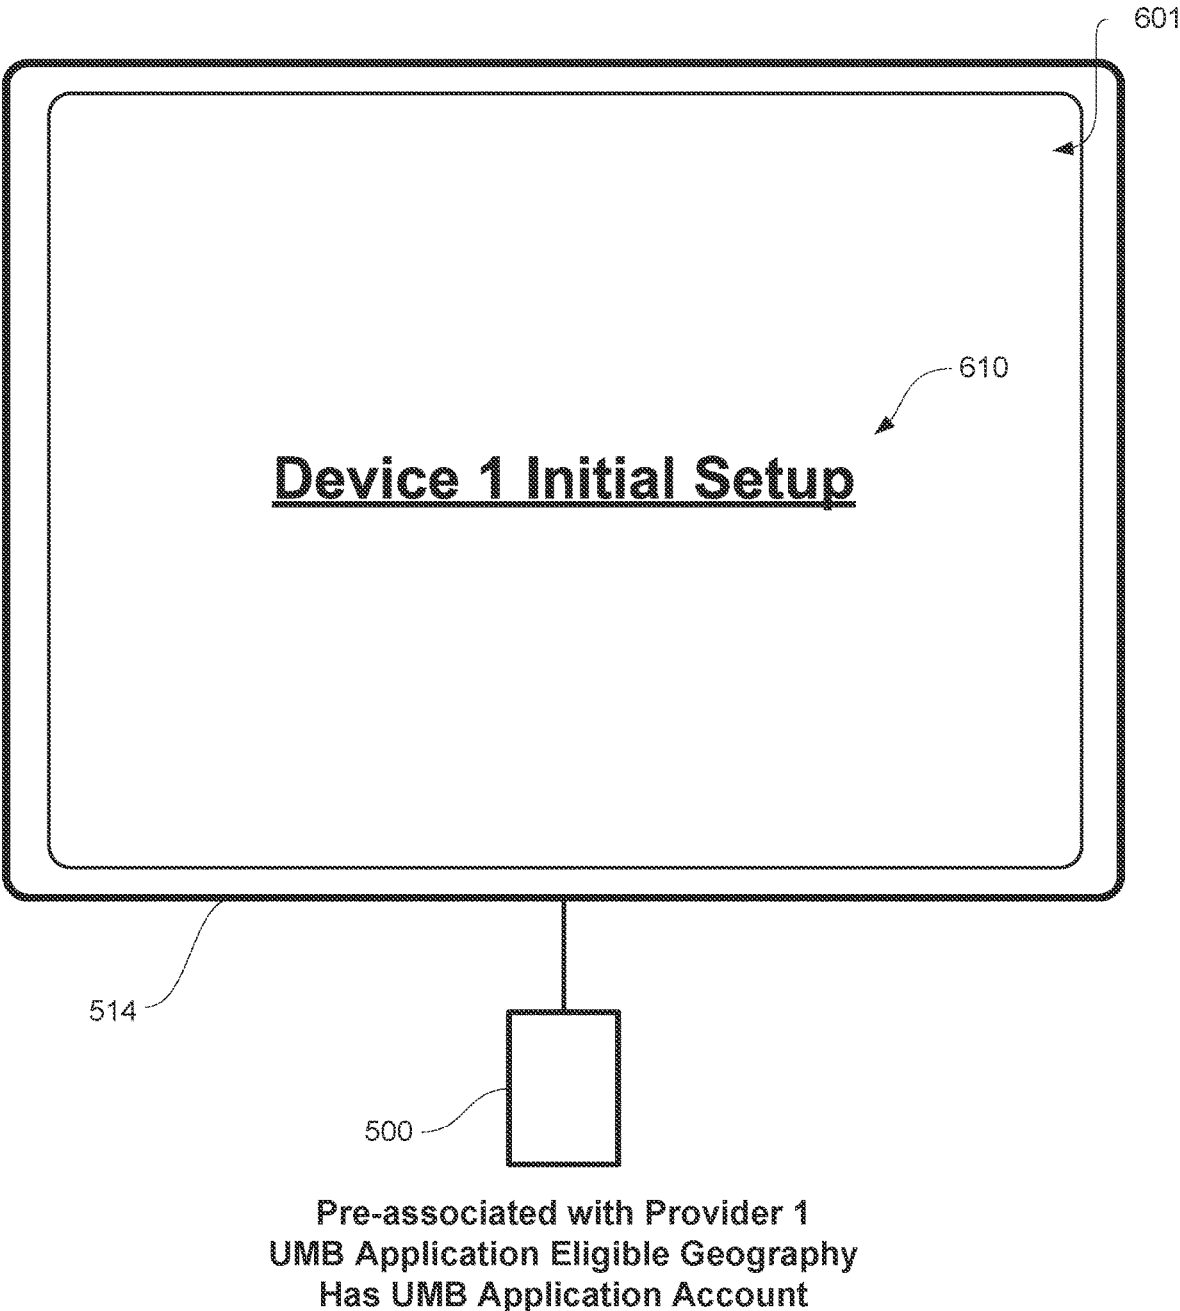 601
610
Device 1 Initial Setup
514
500
Pre-associated with Provider 1
UMB Application Eligible Geography
Has UMB Application Account